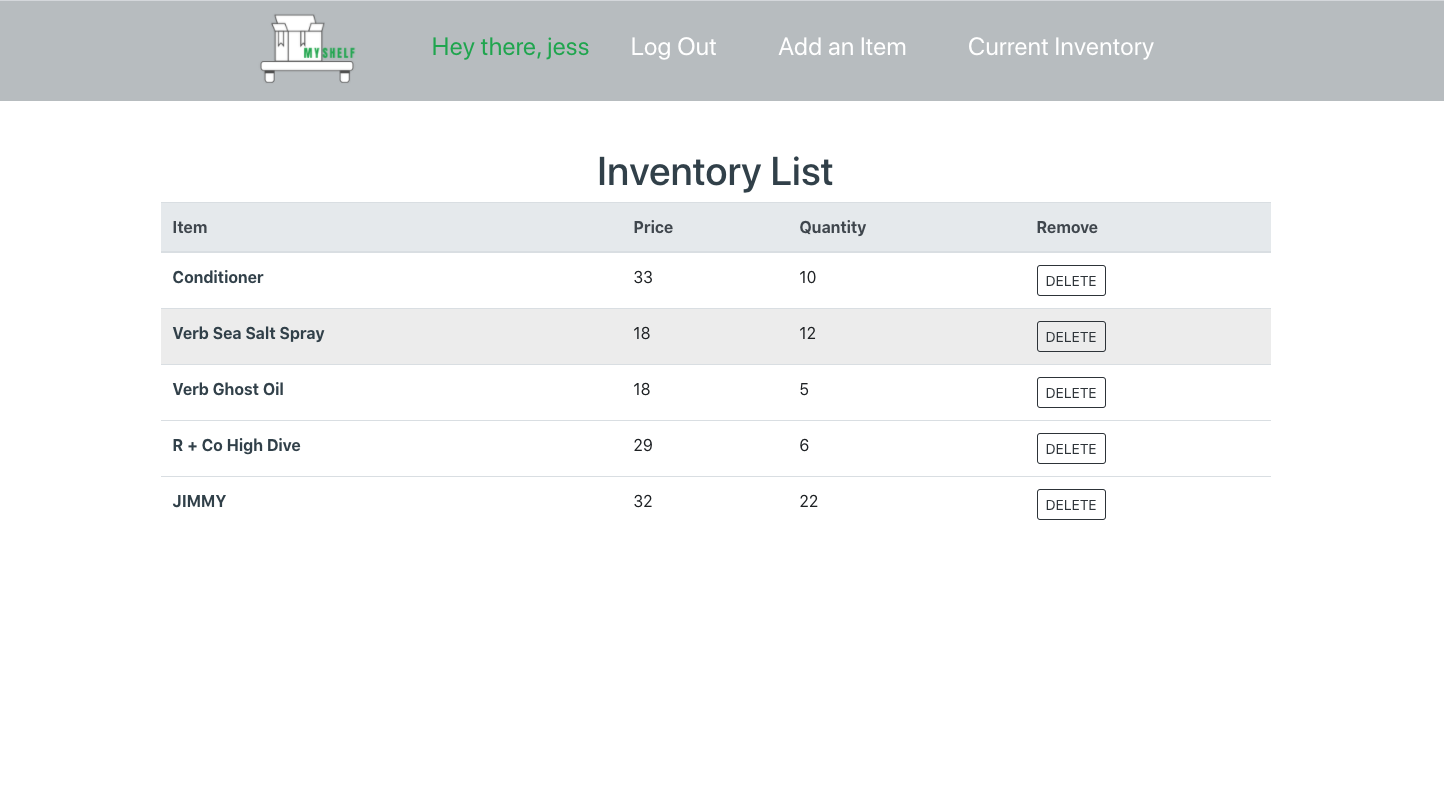 MY SHELF
Hey there, jess Log Out Add an Item Current Inventory
Inventory List
Item Price Quantity Remove
Conditioner 33 10 DELETE
Verb Sea Salt Spray 18 12 DELETE
Verb Ghost Oil 18 5 DELETE
R + Co High Dive 29 6 DELETE
JIMMY 32 22 DELETE